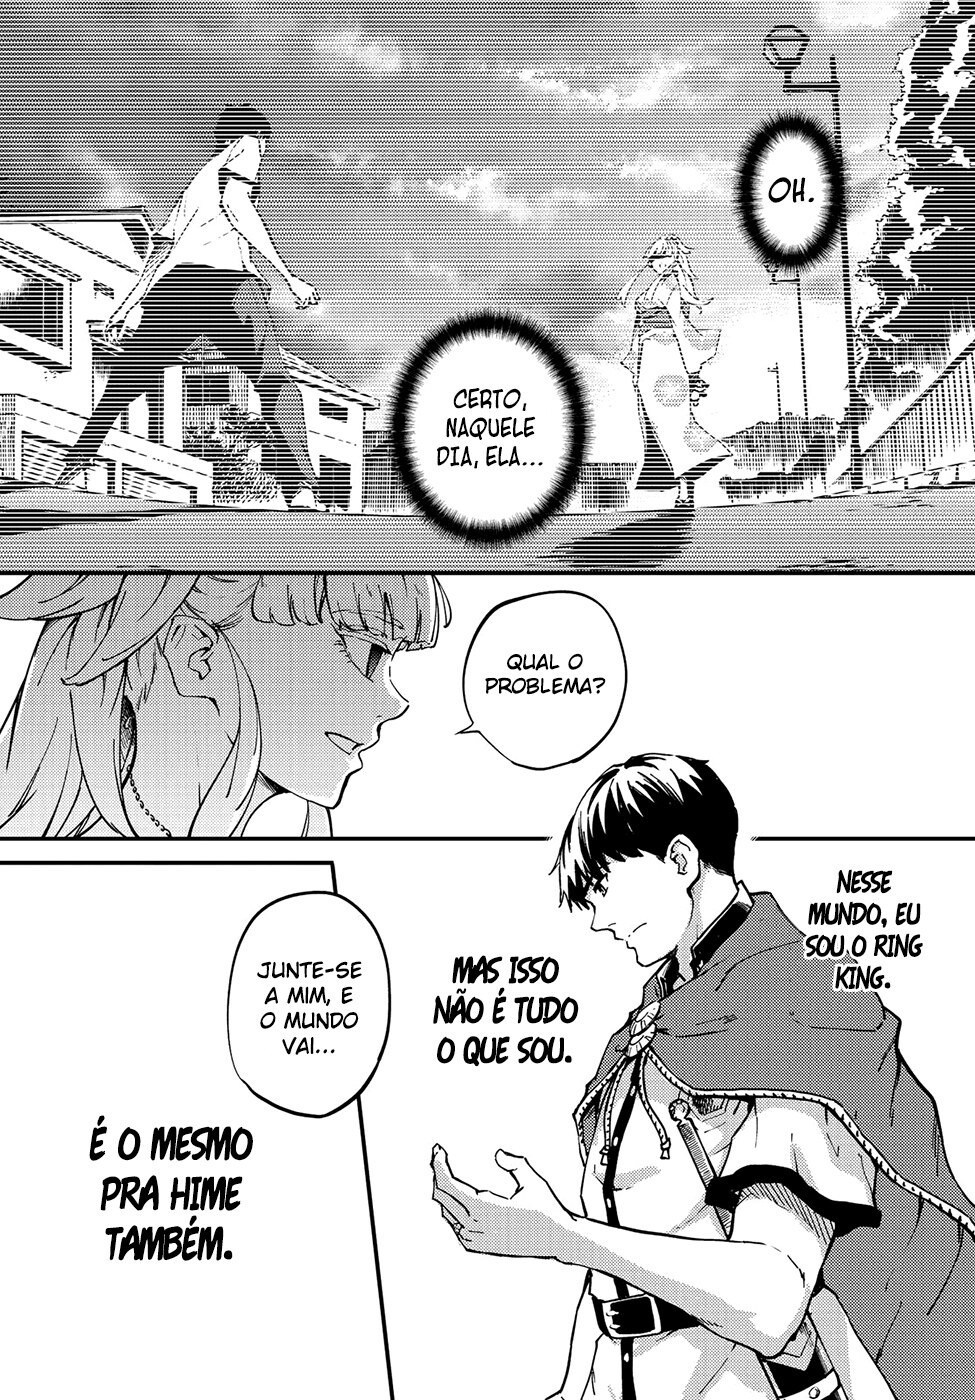 OH.
CERTO,
NAQUELE
DIA, ELA...
QUAL O
PROBLEMA?
NESSE
MUNDO, EU
SOU O RING
KING.
MAS ISSO
NÃO É TUDO
O QUE SOU.
JUNTE-SE
A MIM, E
O MUNDO
VAI...
É O MESMO
PRA HIME
TAMBÉM.